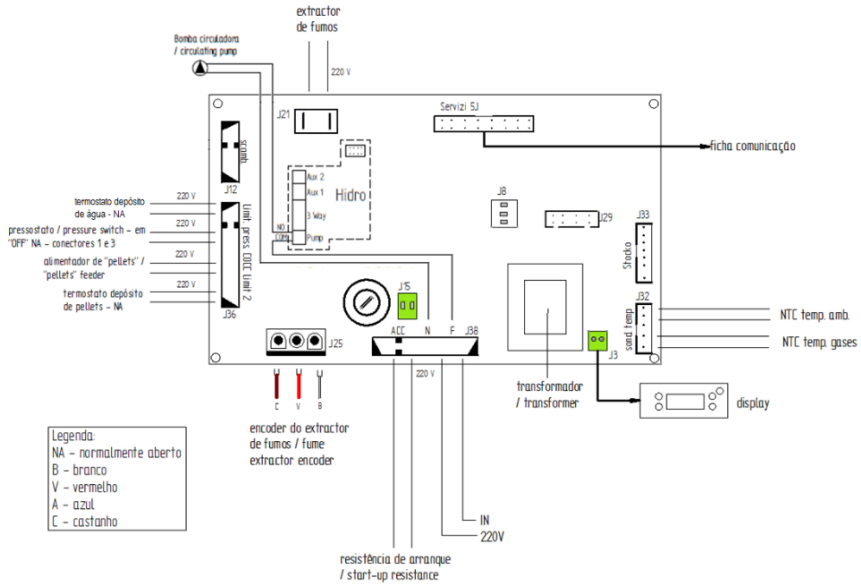 extractor
de fumos
Bomba circuladora
/ circulating pump
220 V
J21
Servizi 5J
ficha comunicação
scamb
J12
Aux 2
Aux 1
Hidro
3 Way
NO
COM
Pump
J8
J29
J33
Stocko
termostato depósito
de água - NA
220 V
pressostato / pressure switch - em
"OFF" NA - conectores 1 e 3
220 V
alimentador de "pellets" /
"pellets" feeder
220 V
termostato depósito
de pellets - NA
220 V
Limit. press. COCC Limit 2
J36
J15
J32
sond temp
NTC temp. amb.
NTC temp. gases
J25
ACC
N
F
J38
220 V
J3
C
V
B
transformador
/ transformer
display
encoder do extractor
de fumos / fume
extractor encoder
Legenda:
NA - normalmente aberto
B - branco
V - vermelho
A - azul
C - castanho
IN
220V
resistência de arranque
/ start-up resistance